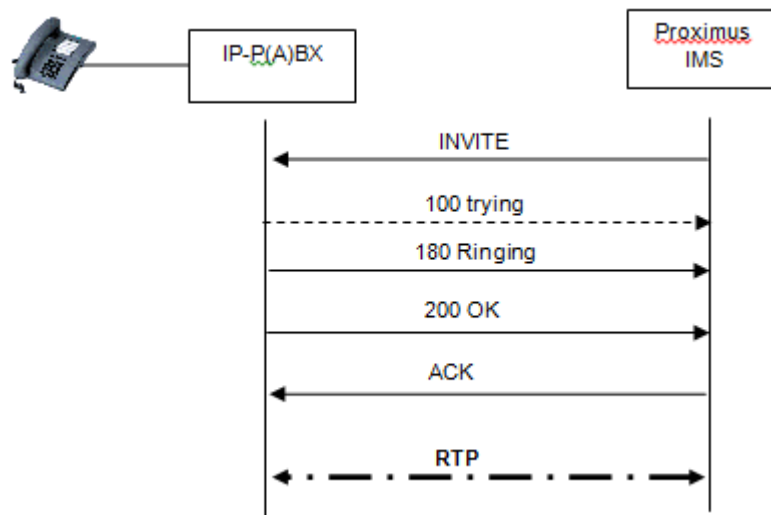 IP-P(A)BX
Proximus
IMS
INVITE
100 trying
180 Ringing
200 OK
ACK
RTP